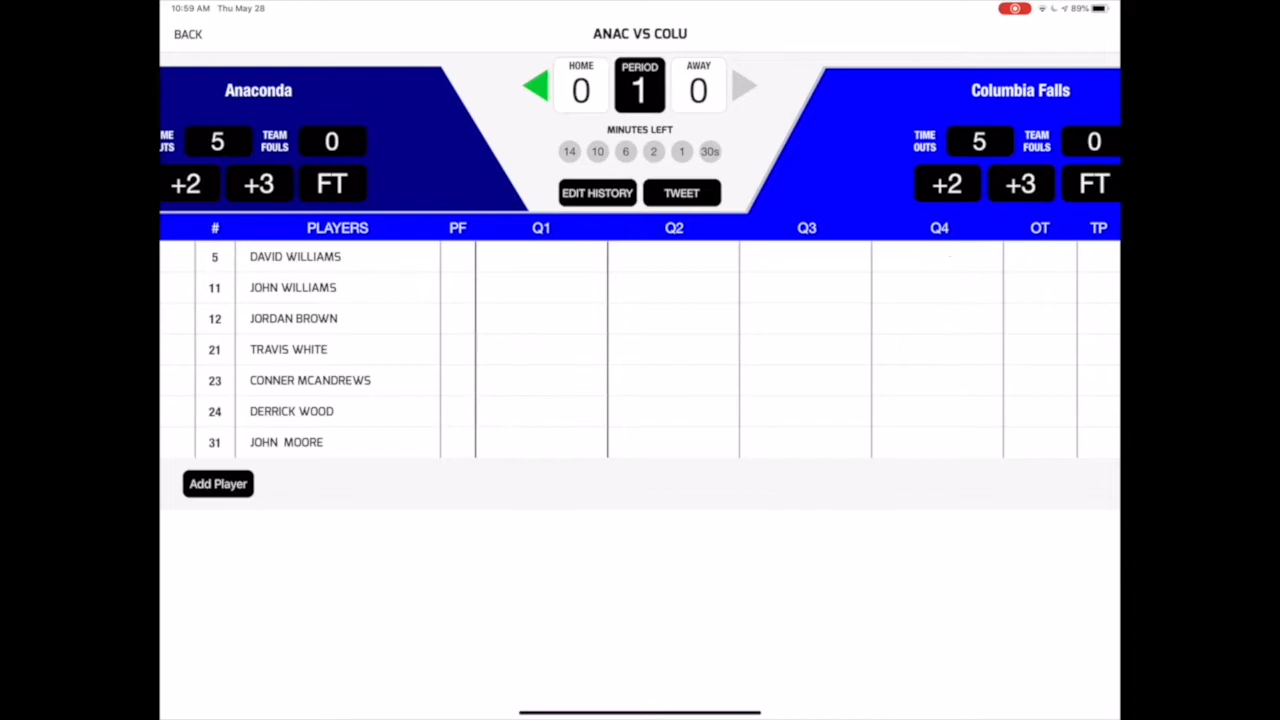 10:59 AM Thu May 28
89%
BACK
ANAC VS COLU
Anaconda
HOME
0
PERIOD
1
AWAY
0
Columbia Falls
ME
UTS
5
TEAM
FOULS
0
MINUTES LEFT
14 10 6 2 1 30s
TIME
OUTS
5
TEAM
FOULS
0
+2 +3 FT
EDIT HISTORY TWEET
+2 +3 FT
# PLAYERS PF Q1 Q2 Q3 Q4 OT TP
5 DAVID WILLIAMS
11 JOHN WILLIAMS
12 JORDAN BROWN
21 TRAVIS WHITE
23 CONNER MCANDREWS
24 DERRICK WOOD
31 JOHN MOORE
Add Player